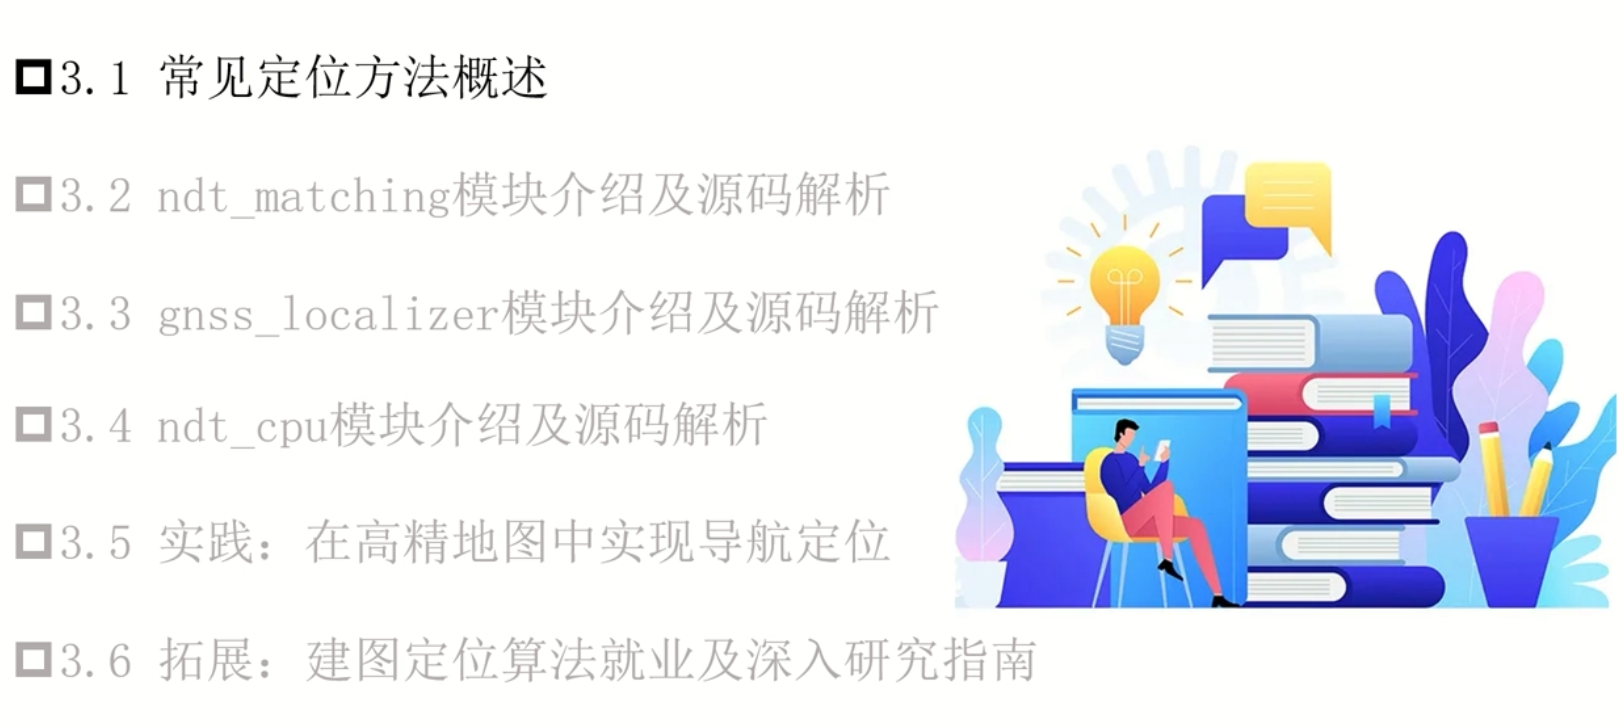 3.1 常见定位方法概述
3.2 ndt_matching模块介绍及源码解析
3.3 gnss_localizer模块介绍及源码解析
3.4 ndt_cpu模块介绍及源码解析
3.5 实践：在高精地图中实现导航定位
3.6 拓展：建图定位算法就业及深入研究指南